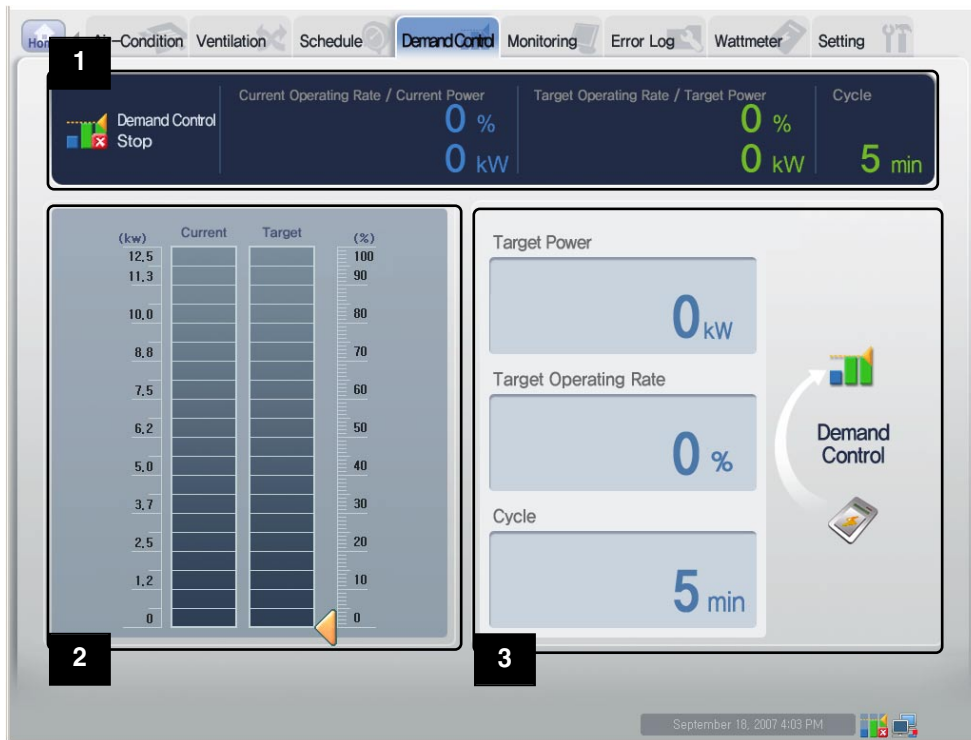 Home Air-Condition Ventilation Schedule Demand Control Monitoring Error Log Wattmeter Setting
1
Demand Control
Stop
Current Operating Rate / Current Power
0 %
0 kW
Target Operating Rate / Target Power
0 %
0 kW
Cycle
5 min
(kw) Current Target (%)
12.5 100
11.3 90
10.0 80
8.8 70
7.5 60
6.2 50
5.0 40
3.7 30
2.5 20
1.2 10
0 0
2
Target Power
0 kW
Target Operating Rate
0 %
Cycle
5 min
Demand
Control
3
September 18, 2007 4:03 PM